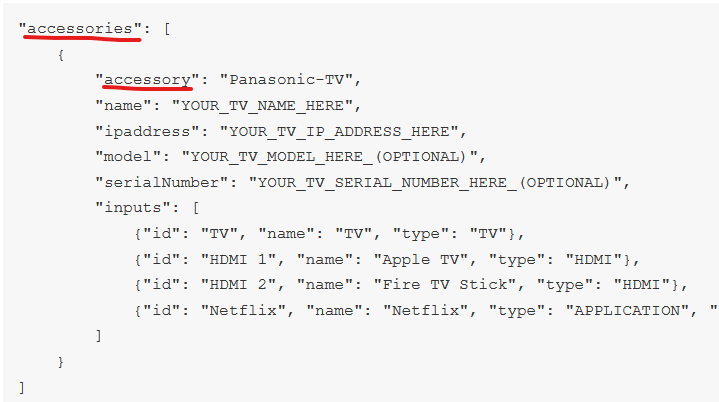 "accessories": [
{
"accessory": "Panasonic-TV",
"name": "YOUR_TV_NAME_HERE",
"ipaddress": "YOUR_TV_IP_ADDRESS_HERE",
"model": "YOUR_TV_MODEL_HERE_(OPTIONAL)",
"serialNumber": "YOUR_TV_SERIAL_NUMBER_HERE_(OPTIONAL)",
"inputs": [
{"id": "TV", "name": "TV", "type": "TV"},
{"id": "HDMI 1", "name": "Apple TV", "type": "HDMI"},
{"id": "HDMI 2", "name": "Fire TV Stick", "type": "HDMI"},
{"id": "Netflix", "name": "Netflix", "type": "APPLICATION", "
]
}
]